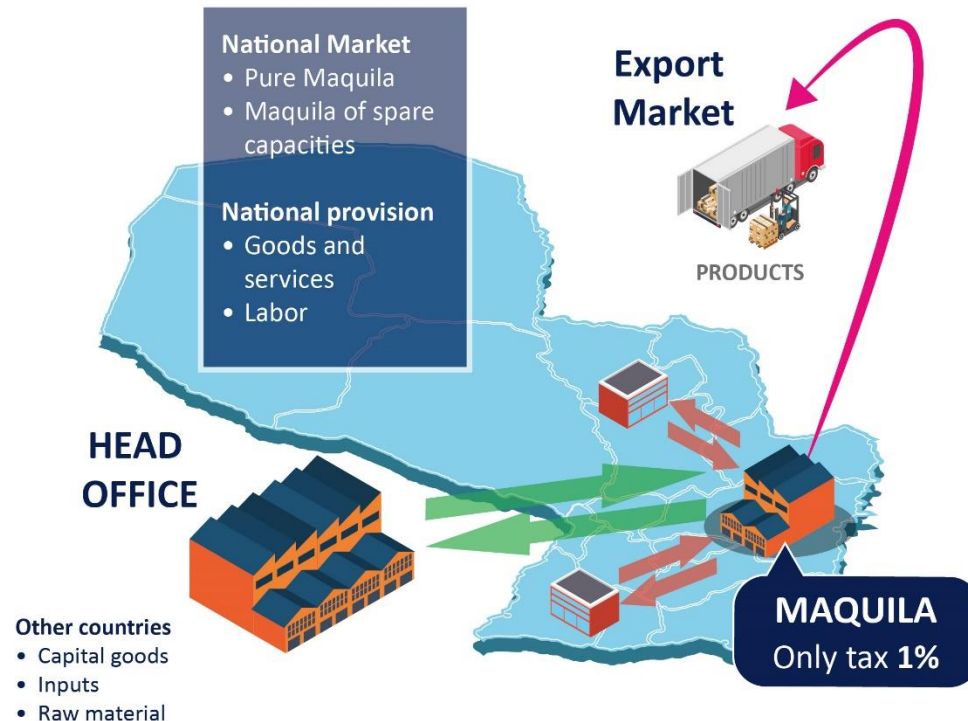 National Market
• Pure Maquila
• Maquila of spare
capacities
National provision
• Goods and
services
• Labor
Export
Market
PRODUCTS
HEAD
OFFICE
Other countries
• Capital goods
• Inputs
• Raw material
MAQUILA
Only tax 1%